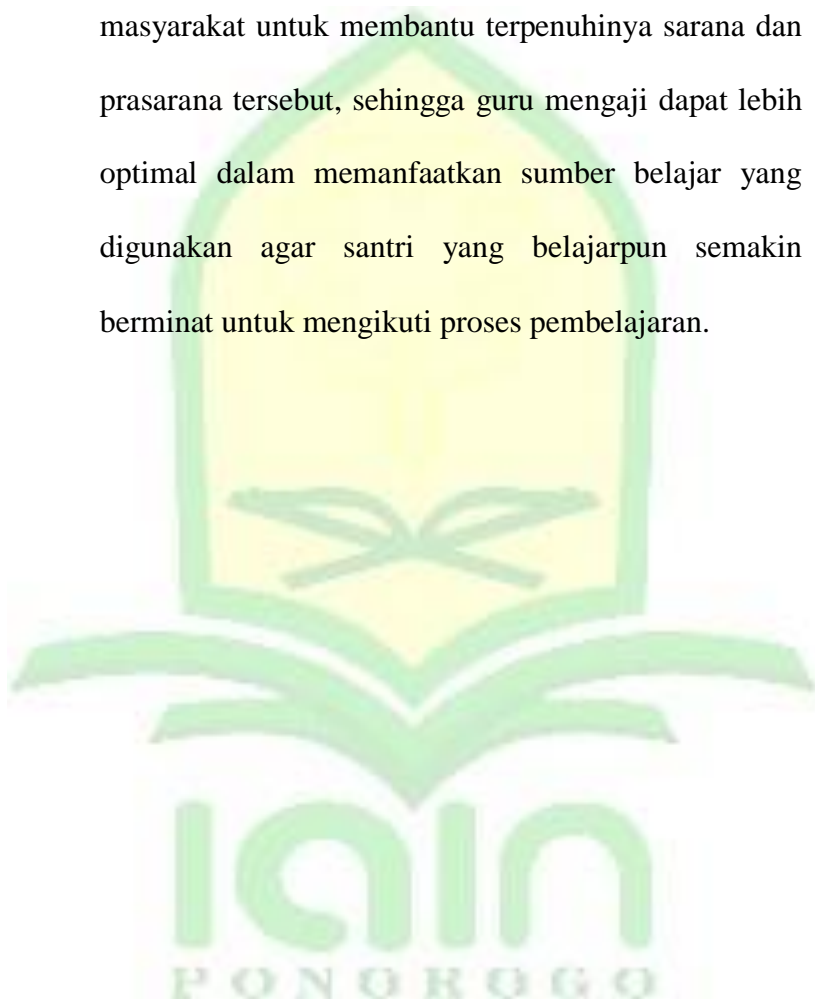 masyarakat untuk membantu terpenuhinya sarana dan
prasarana tersebut, sehingga guru mengaji dapat lebih
optimal dalam memanfaatkan sumber belajar yang
digunakan agar santri yang belajarpun semakin
berminat untuk mengikuti proses pembelajaran.
IAIN
PONOROGO